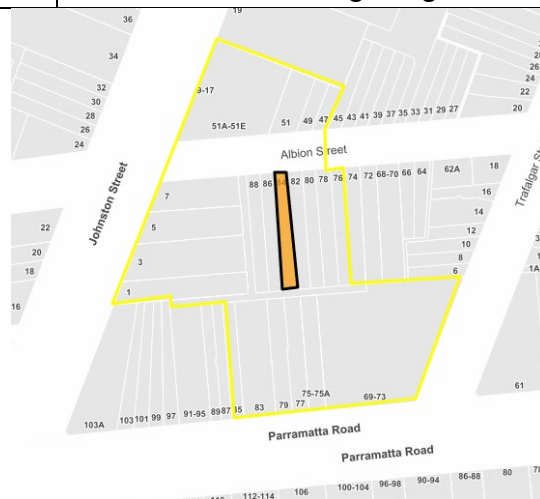 36
19
34
32
30
28
26
24
9-17
51A-51E
51
49
47 45 43 41 39 37 35 33 31 29 27
28
26
24
22
20
Albion Street
88 86 84 82 80 78 76 74 72 68-70 66 64 62A 18
Trafalgar St
Johnston Street
7
5
3
1
22
20
18
16
16
14
12
10
8
6
1A
103A 103 101 99 97 91-95 89 87 85 83 79 77 75-75A 69-73
61
Parramatta Road
Parramatta Road
112-114 106 100-104 96-98 90-94 86-88 80 78